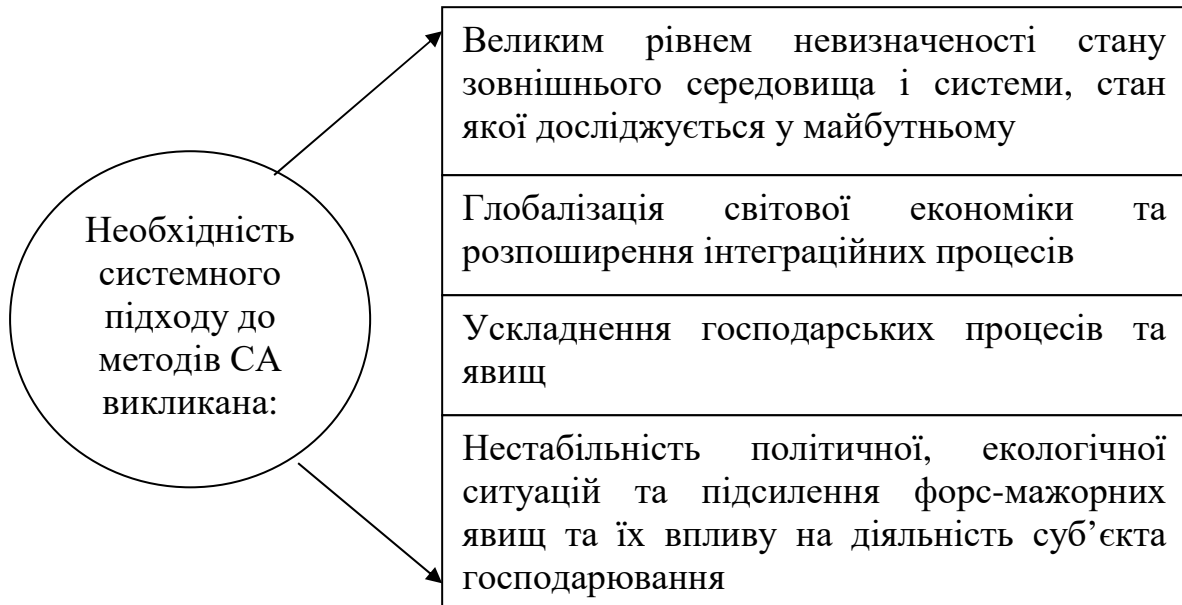 Необхідність
системного
підходу до
методів СА
викликана:
Великим рівнем невизначеності стану
зовнішнього середовища і системи, стан
якої досліджується у майбутньому
Глобалізація світової економіки та
розпоширення інтеграційних процесів
Ускладнення господарських процесів та
явищ
Нестабільність політичної, екологічної
ситуацій та підсилення форс-мажорних
явищ та їх впливу на діяльність суб’єкта
господарювання